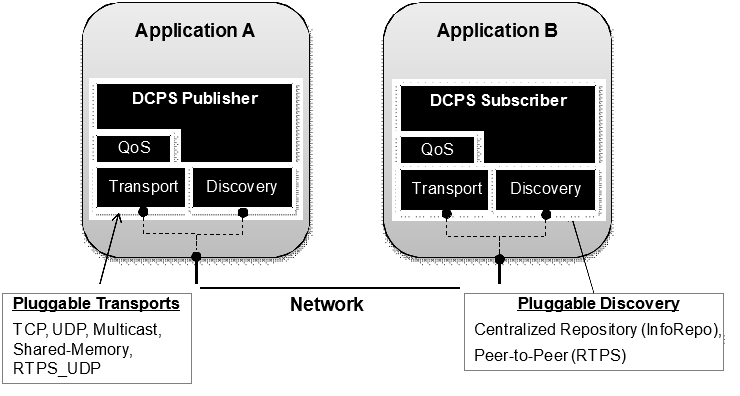 Application A
DCPS Publisher
QoS
Transport
Discovery
Application B
DCPS Subscriber
QoS
Transport
Discovery
Network
Pluggable Transports
TCP, UDP, Multicast,
Shared-Memory,
RTPS_UDP
Pluggable Discovery
Centralized Repository (InfoRepo),
Peer-to-Peer (RTPS)